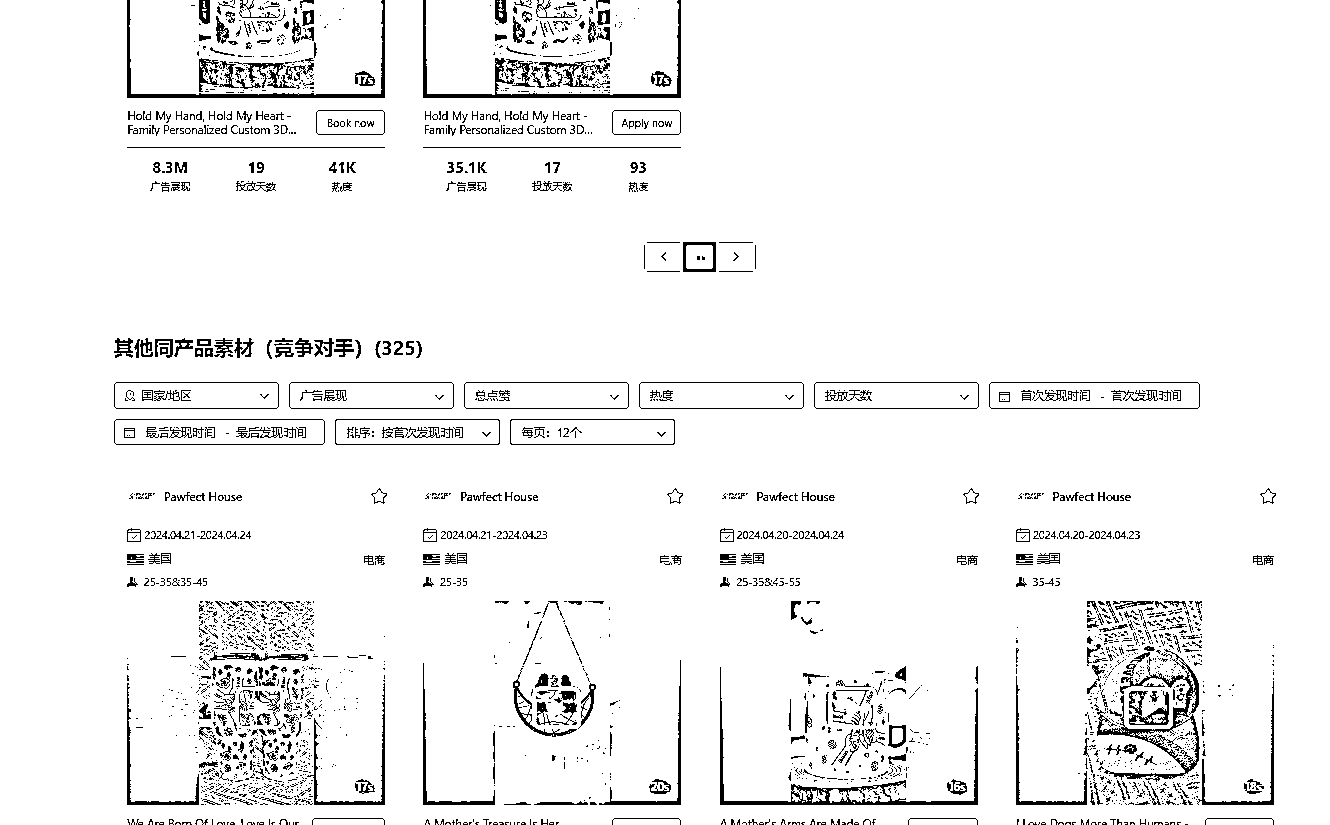 17s 17s
Hold My Hand, Hold My Heart - Hold My Hand, Hold My Heart -
Family Personalized Custom 3D... Book now Family Personalized Custom 3D... Apply now
8.3M 19 41K 35.1K 17 93
广告展现 投放天数 热度 广告展现 投放天数 热度
其他同产品素材（竞争对手）(325)
国家/地区 广告展现 总点赞 热度 投放天数 首次发现时间 - 首次发现时间
最后发现时间 - 最后发现时间 排序：按首次发现时间 每页：12个
Pawfect House Pawfect House Pawfect House Pawfect House
2024.04.21-2024.04.24 2024.04.21-2024.04.23 2024.04.20-2024.04.24 2024.04.20-2024.04.23
美国 电商 美国 电商 美国 电商 美国 电商
25-35&35-45 25-35 25-35&45-55 35-45
17s 20s 16s 18s
We Are Born Of Love, Love Is Our A Mother's Treasure Is Her A Mother's Arms Are Made Of I Love Dogs More Than Humans -